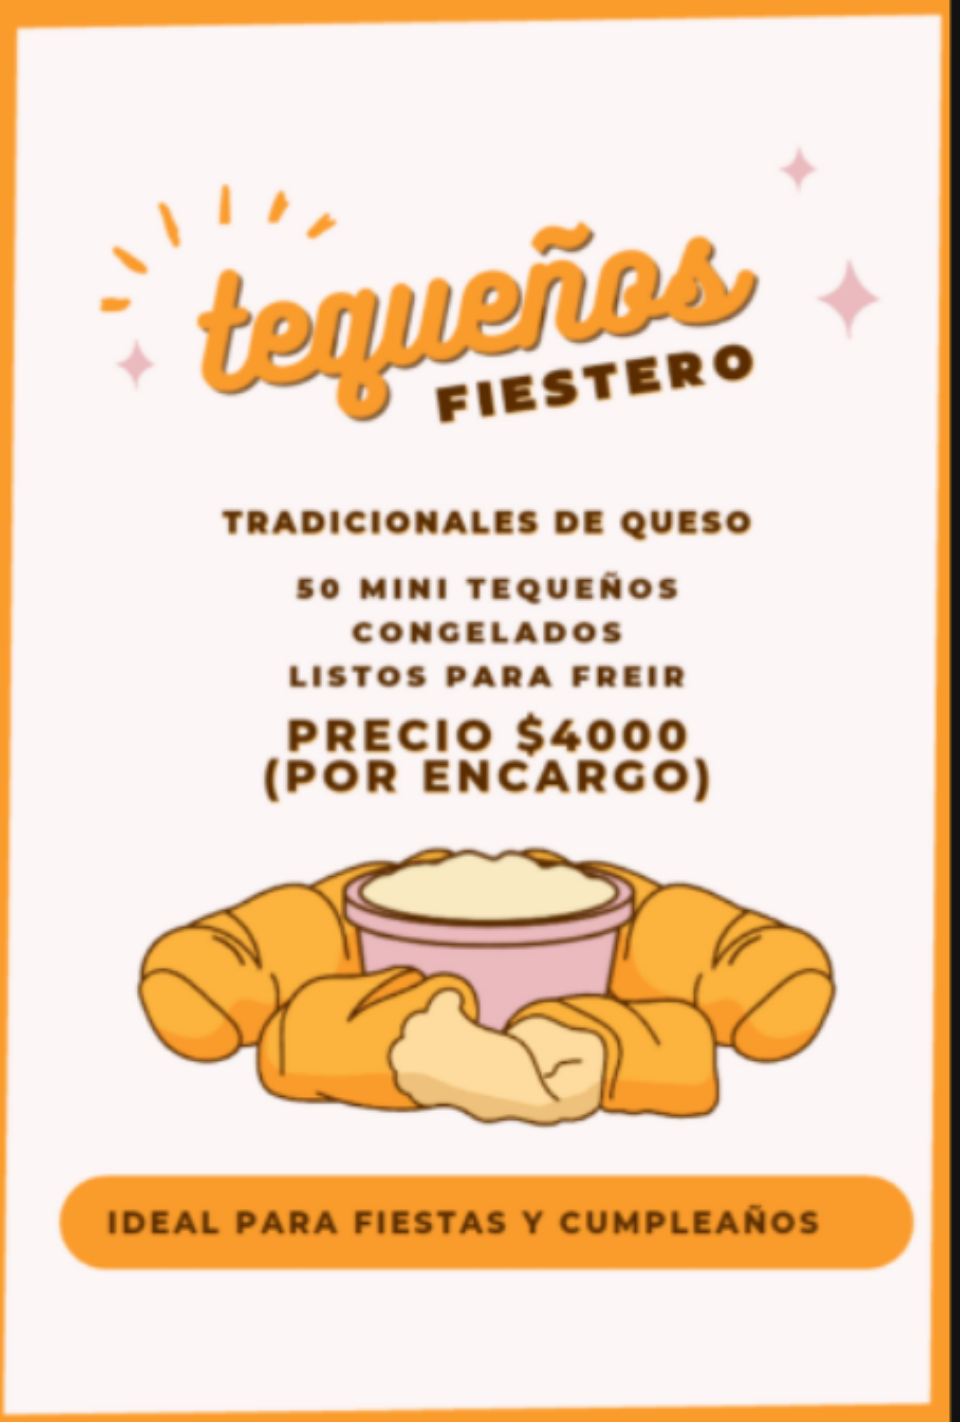 tequeños
FIESTERO
TRADICIONALES DE QUESO
50 MINI TEQUEÑOS
CONGELADOS
LISTOS PARA FREIR
PRECIO $4000
(POR ENCARGO)
IDEAL PARA FIESTAS Y CUMPLEAÑOS